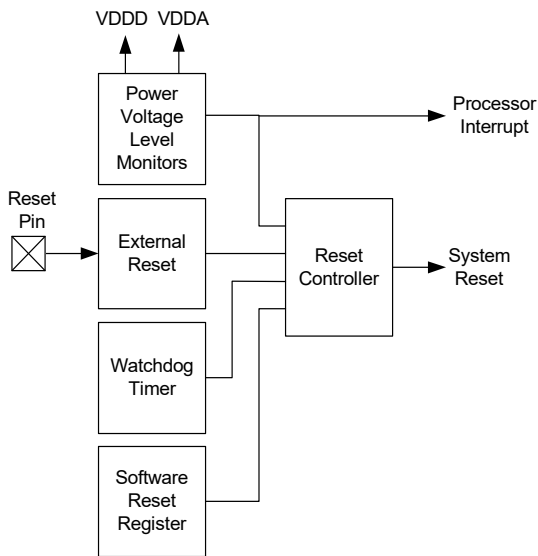 VDDD VDDA
Power
Voltage
Level
Monitors
Processor
Interrupt
Reset
Pin
External
Reset
Reset
Controller
System
Reset
Watchdog
Timer
Software
Reset
Register